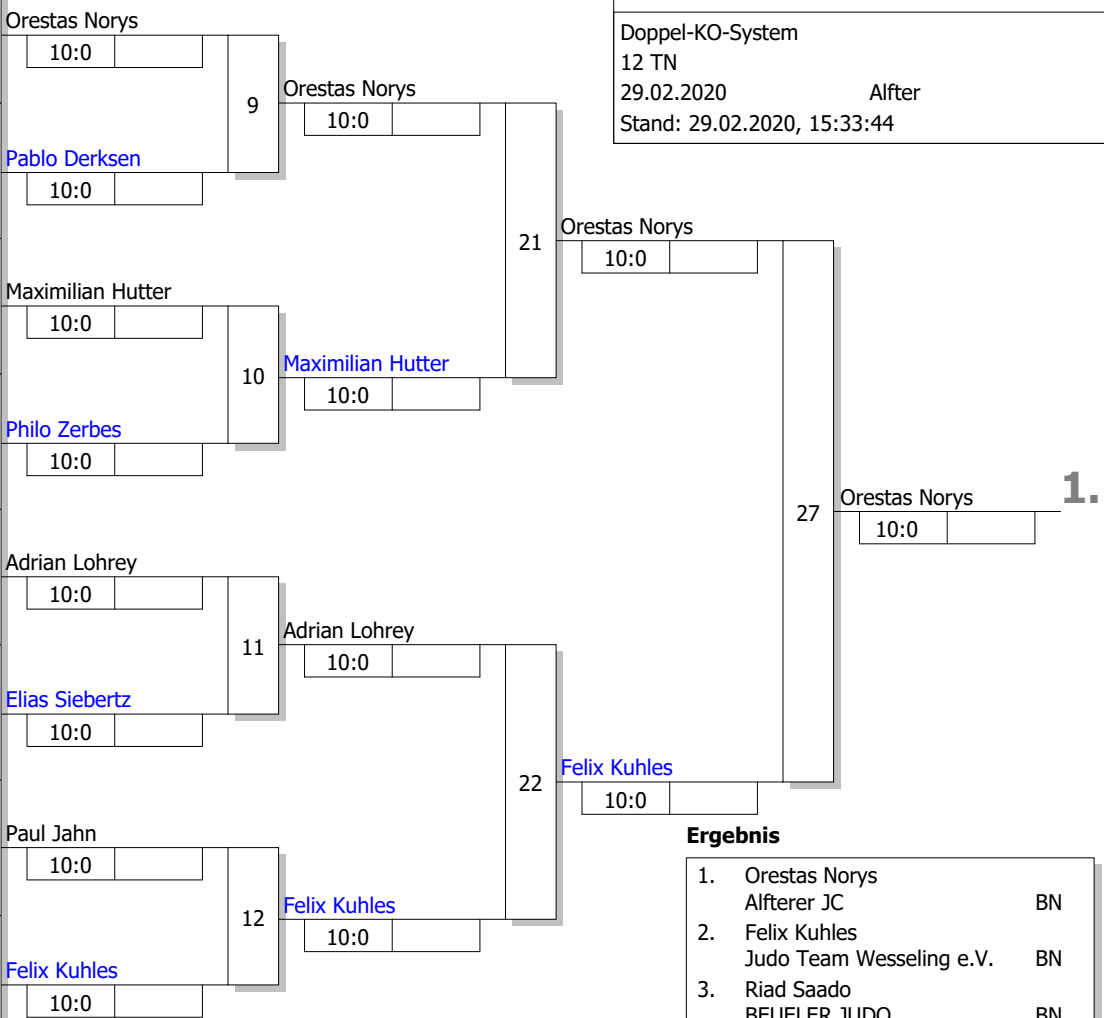 Doppel-KO-System
12 TN
29.02.2020 Alfter
Stand: 29.02.2020, 15:33:44
Orestas Norys
10:0
9
Pablo Derksen
10:0
Orestas Norys
10:0
21
Maximilian Hutter
10:0
10
Philo Zerbes
10:0
Maximilian Hutter
10:0
Orestas Norys
10:0
27
Orestas Norys
10:0
1.
Adrian Lohrey
10:0
11
Elias Siebertz
10:0
Adrian Lohrey
10:0
22
Paul Jahn
10:0
12
Felix Kuhles
10:0
Felix Kuhles
10:0
Felix Kuhles
10:0
Ergebnis
1. Orestas Norys
Alfterer JC BN
2. Felix Kuhles
Judo Team Wesseling e.V. BN
3. Riad Saado
BEUELER JUDO BN